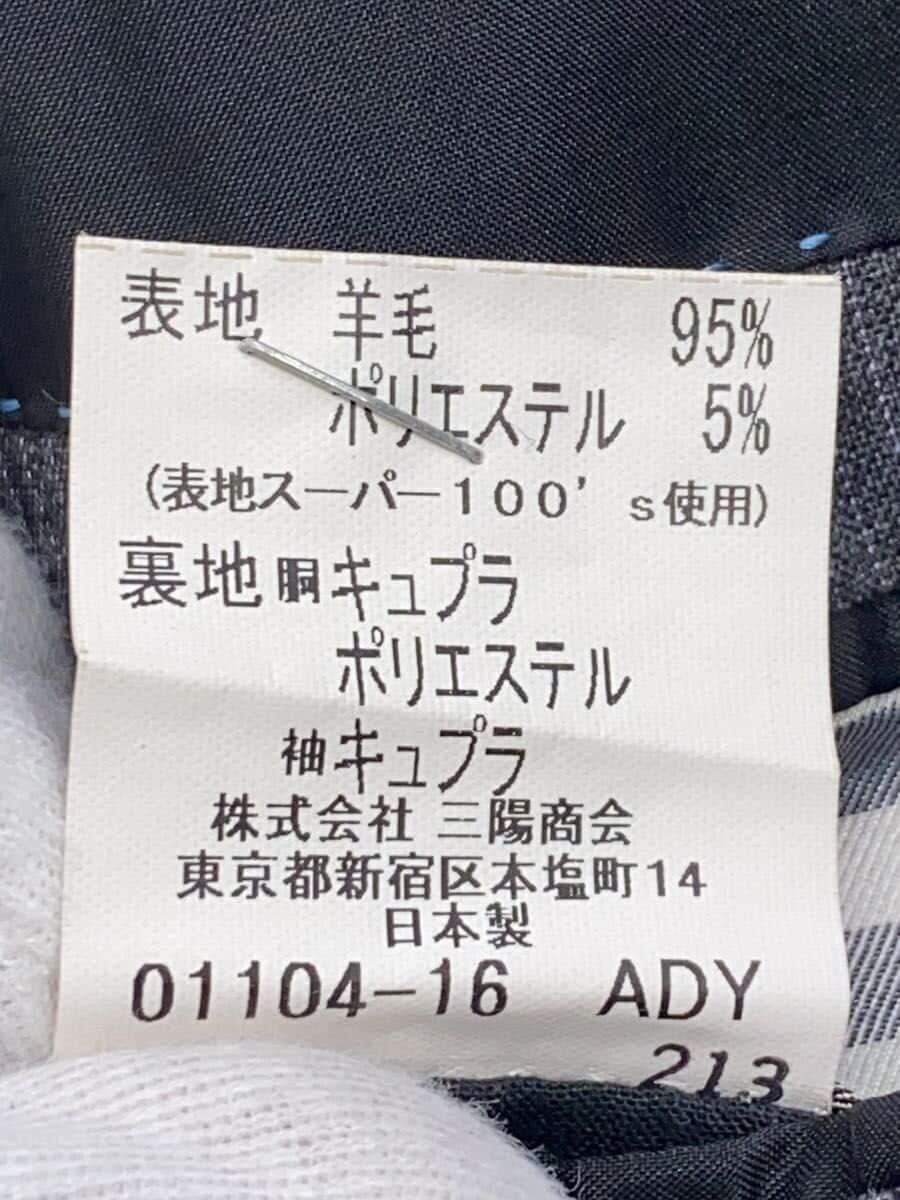 表地 羊毛 95%
ポリエステル 5%
(表地スーパー100's使用)
裏地 胴 キュプラ
ポリエステル
袖 キュプラ
株式会社 三陽商会
東京都新宿区本塩町14
日本製
01104-16 ADY
213